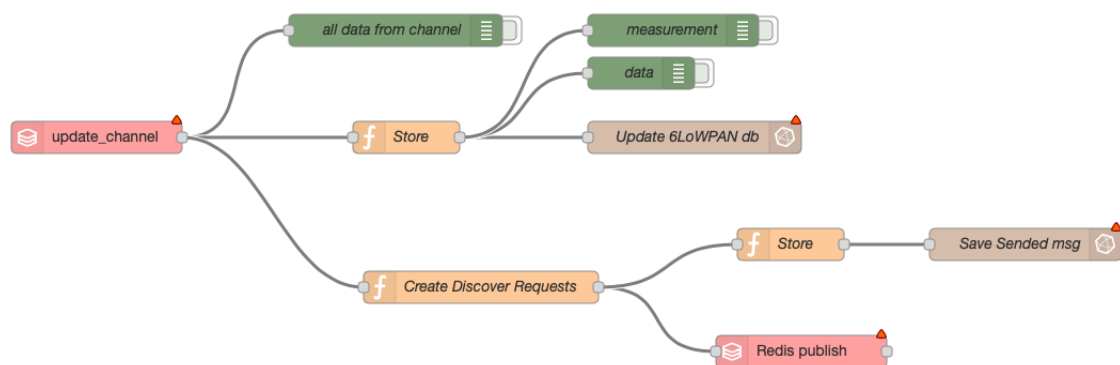 all data from channel
measurement
data
update_channel
Store
Update 6LoWPAN db
Store
Save Sended msg
Create Discover Requests
Redis publish